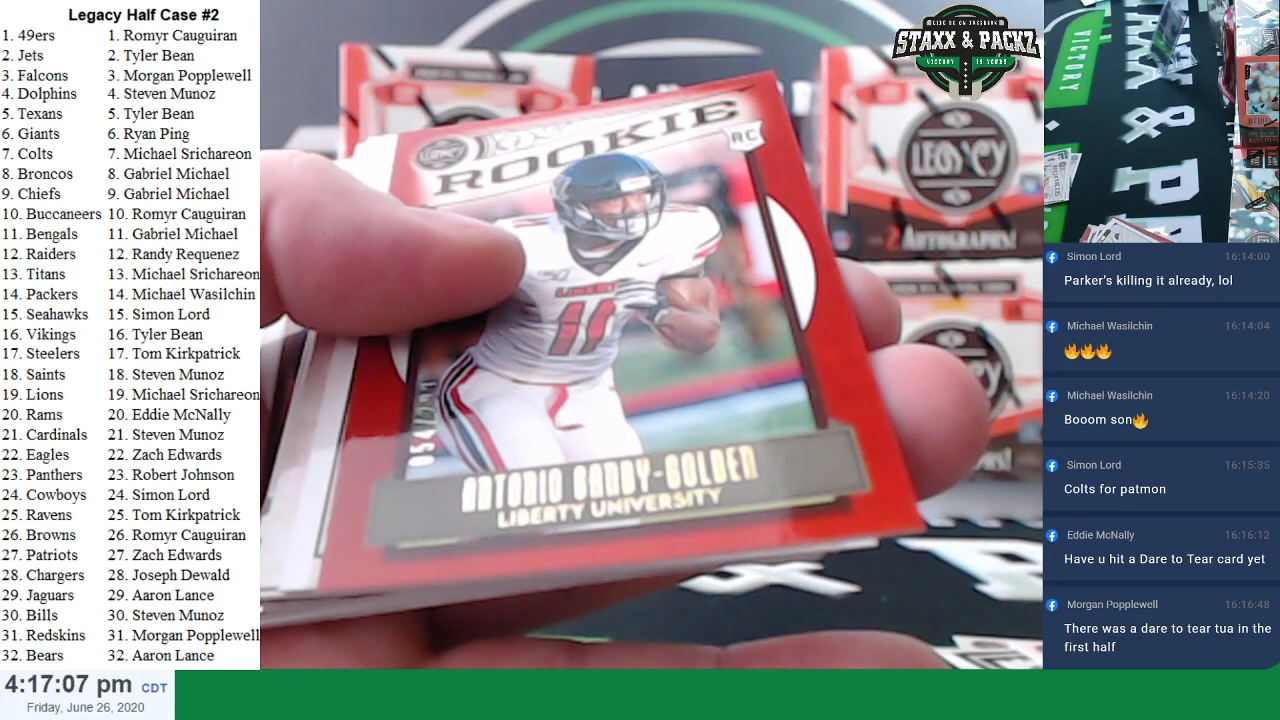 Legacy Half Case #2
1. 49ers 1. Romyr Cauguiran
2. Jets 2. Tyler Bean
3. Falcons 3. Morgan Popplewell
4. Dolphins 4. Steven Munoz
5. Texans 5. Tyler Bean
6. Giants 6. Ryan Ping
7. Colts 7. Michael Srichareon
8. Broncos 8. Gabriel Michael
9. Chiefs 9. Gabriel Michael
10. Buccaneers 10. Romyr Cauguiran
11. Bengals 11. Gabriel Michael
12. Raiders 12. Randy Requenez
13. Titans 13. Michael Srichareon
14. Packers 14. Michael Wasilchin
15. Seahawks 15. Simon Lord
16. Vikings 16. Tyler Bean
17. Steelers 17. Tom Kirkpatrick
18. Saints 18. Steven Munoz
19. Lions 19. Michael Srichareon
20. Rams 20. Eddie McNally
21. Cardinals 21. Steven Munoz
22. Eagles 22. Zach Edwards
23. Panthers 23. Robert Johnson
24. Cowboys 24. Simon Lord
25. Ravens 25. Tom Kirkpatrick
26. Browns 26. Romyr Cauguiran
27. Patriots 27. Zach Edwards
28. Chargers 28. Joseph Dewald
29. Jaguars 29. Aaron Lance
30. Bills 30. Steven Munoz
31. Redskins 31. Morgan Popplewell
32. Bears 32. Aaron Lance
4:17:07 pm CDT
Friday, June 26, 2020
ROOKIE
RC
LIBERTY
11
ANTONIO GANDY-GOLDEN
LIBERTY UNIVERSITY
LEGACY
AUTOGRAPHS!
STAXX & PACKZ
VICTORY IS YOURS
VICTORY
Simon Lord 16:14:00
Parker's killing it already, lol
Michael Wasilchin 16:14:04
🔥🔥🔥
Michael Wasilchin 16:14:20
Booom son🔥
Simon Lord 16:15:35
Colts for patmon
Eddie McNally 16:16:12
Have u hit a Dare to Tear card yet
Morgan Popplewell 16:16:48
There was a dare to tear tua in the
first half